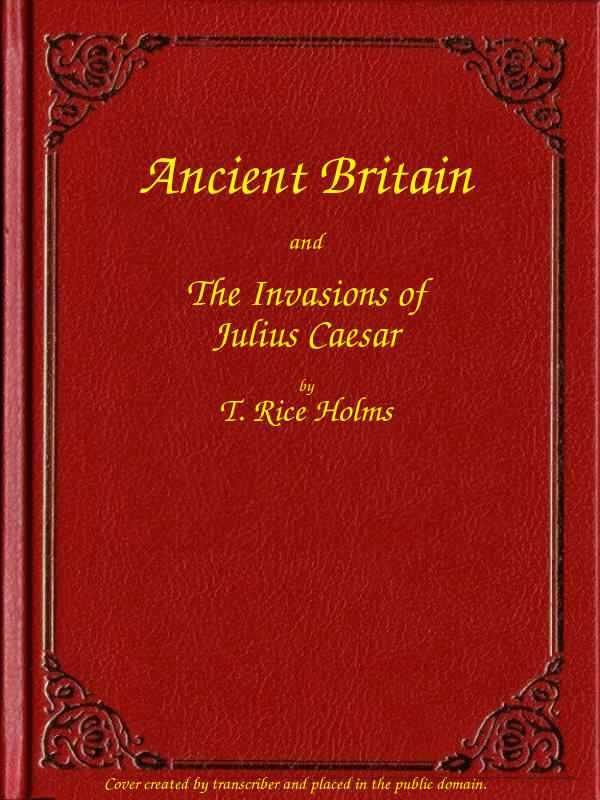 Ancient Britain
and
The Invasions of
Julius Caesar
by
T. Rice Holms
Cover created by transcriber and placed in the public domain.